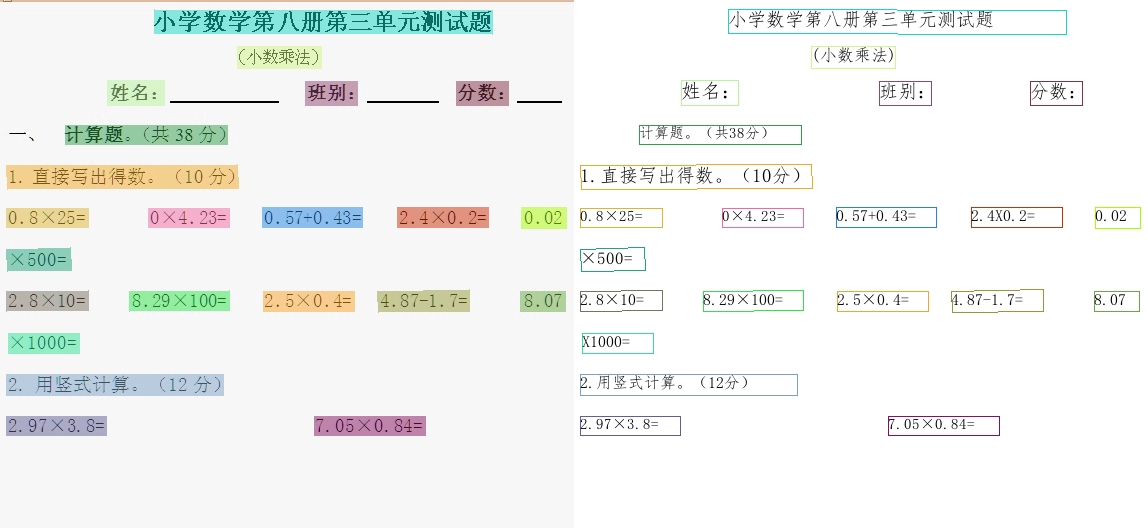 小学数学第八册第三单元测试题
（小数乘法）
姓名： 班别： 分数：
一、 计算题。（共 38 分）
1. 直接写出得数。（10 分）
0.8×25= 0×4.23= 0.57+0.43= 2.4×0.2= 0.02
×500=
2.8×10= 8.29×100= 2.5×0.4= 4.87-1.7= 8.07
×1000=
2. 用竖式计算。（12 分）
2.97×3.8= 7.05×0.84=
小学数学第八册第三单元测试题
(小数乘法)
姓名： 班别： 分数：
计算题。（共38分）
1.直接写出得数。（10分）
0.8×25= 0×4.23= 0.57+0.43= 2.4X0.2= 0.02
×500=
2.8×10= 8.29×100= 2.5×0.4= 4.87-1.7= 8.07
X1000=
2.用竖式计算。（12分）
2.97×3.8= 7.05×0.84=